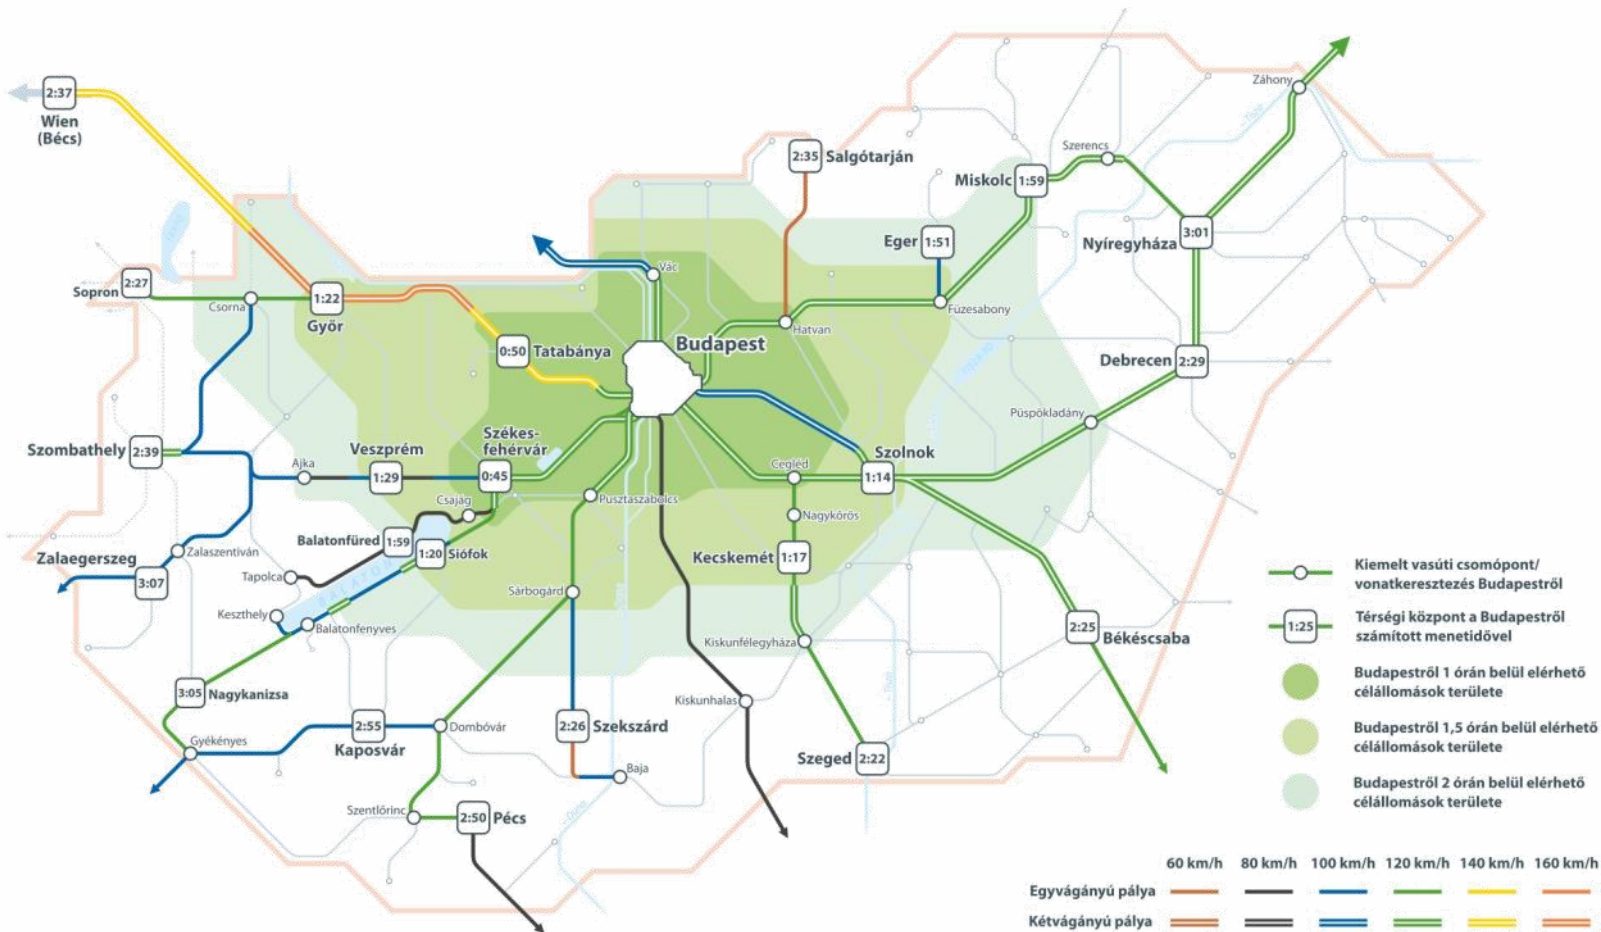 2:37
Wien
(Bécs)
Záhony
2:35
Salgótarján
Szerencs
Miskolc
1:59
Eger
1:51
Nyíregyháza
3:01
Vác
Sopron
2:27
Csorna
1:22
Győr
Hatvan
Füzesabony
0:50
Tatabánya
Budapest
Debrecen
2:29
Püspökladány
Székes-
fehérvár
0:45
Veszprém
1:29
Ajka
Szombathely
2:39
Szolnok
1:14
Cegléd
Csajág
Pusztaszabolcs
Nagykőrös
Balatonfüred
1:59
1:20
Siófok
Kecskemét
1:17
Zalaegerszeg
3:07
Zalaszentiván
Tapolca
BALATON
Keszthely
Balatonfenyves
Sárbogárd
Kiskunfélegyháza
2:25
Békéscsaba
3:05
Nagykanizsa
Kiskunhalas
Gyékényes
2:55
Kaposvár
Dombóvár
2:26
Szekszárd
Szeged
2:22
Baja
Szentlőrinc
2:50
Pécs
Duna
Tisza
Kiemelt vasúti csomópont/
vonatkeresztezés Budapestről
1:25
Térségi központ a Budapestről
számított menetidővel
Budapestről 1 órán belül elérhető
célállomások területe
Budapestről 1,5 órán belül elérhető
célállomások területe
Budapestről 2 órán belül elérhető
célállomások területe
60 km/h 80 km/h 100 km/h 120 km/h 140 km/h 160 km/h
Egyvágányú pálya
Kétvágányú pálya